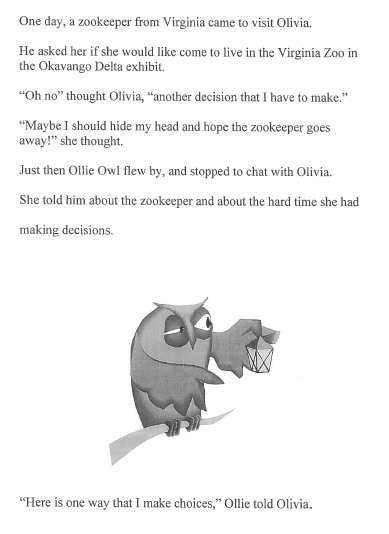 One day, a zookeeper from Virginia came to visit Olivia.
He asked her if she would like come to live in the Virginia Zoo in
the Okavango Delta exhibit.
“Oh no” thought Olivia, “another decision that I have to make.”
“Maybe I should hide my head and hope the zookeeper goes
away!” she thought.
Just then Ollie Owl flew by, and stopped to chat with Olivia.
She told him about the zookeeper and about the hard time she had
making decisions.
“Here is one way that I make choices,” Ollie told Olivia.